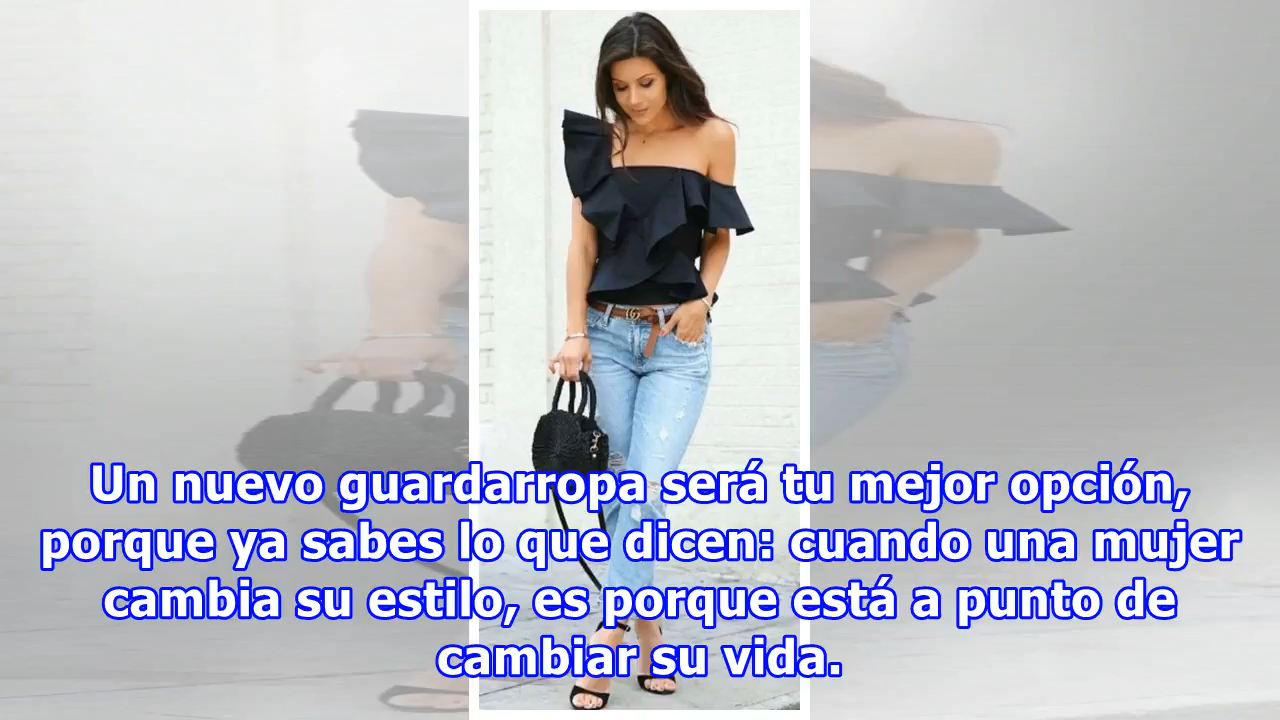 Un nuevo guardarropa será tu mejor opción,
porque ya sabes lo que dicen: cuando una mujer
cambia su estilo, es porque está a punto de
cambiar su vida.